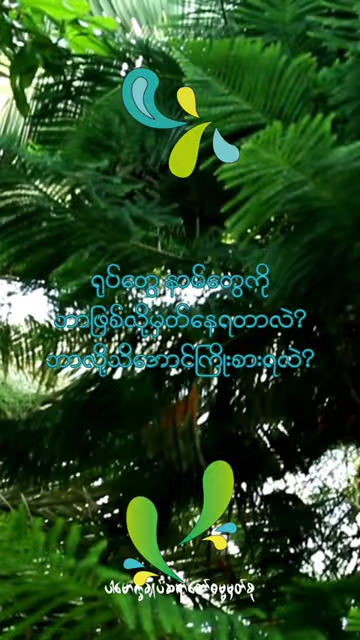 ရုပ်တွေ နာမ်တွေကို
ဘာဖြစ်လို့မှတ်နေရတာလဲ?
ဘာလို့သိအောင်ကြိုးစားရလဲ?